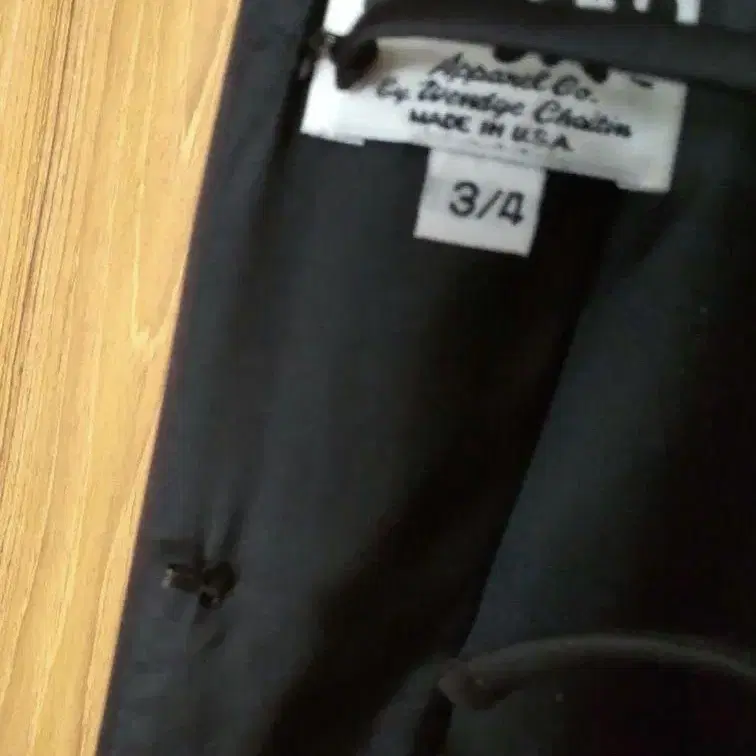 Apparel Co.
By Wendye Chaitin
MADE IN U.S.A
3/4